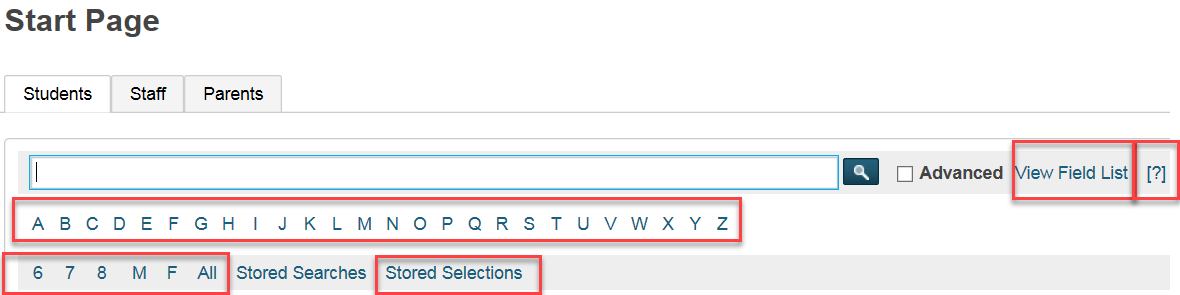 Start Page
Students Staff Parents
Advanced View Field List [?]
A B C D E F G H I J K L M N O P Q R S T U V W X Y Z
6 7 8 M F All Stored Searches Stored Selections